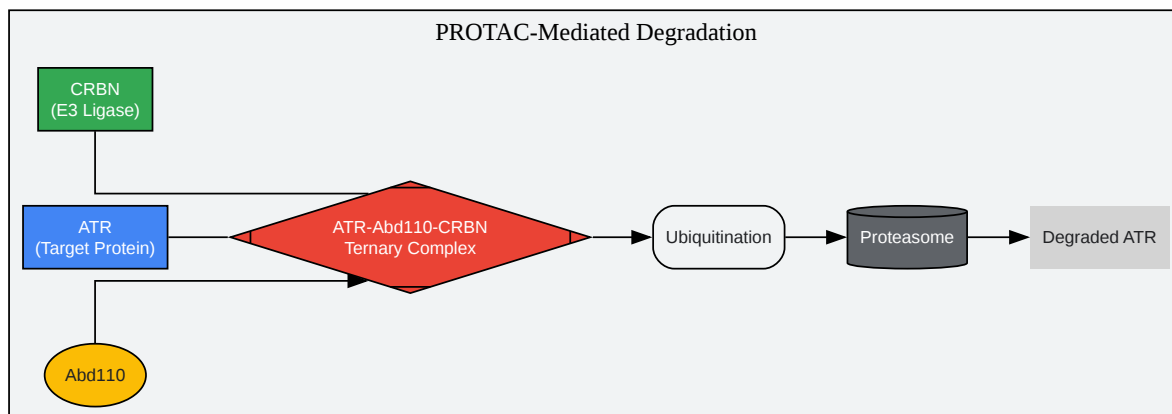 PROTAC-Mediated Degradation
CRBN
(E3 Ligase)
ATR
(Target Protein)
ATR-Abd110-CRBN
Ternary Complex
Ubiquitination
Proteasome
Degraded ATR
Abd110